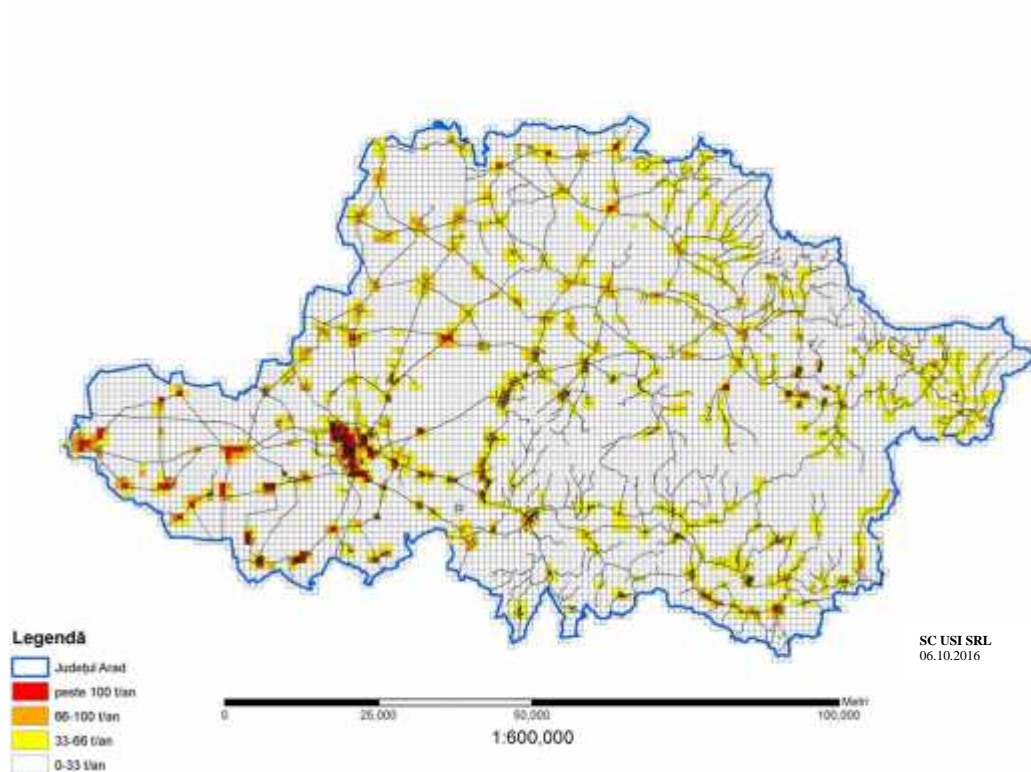 SC USI SRL
06.10.2016
Legendă
Județul Arad
peste 100 t/an
66-100 t/an
33-66 t/an
0-33 t/an
Metri
0 25,000 50,000 100,000
1:600,000